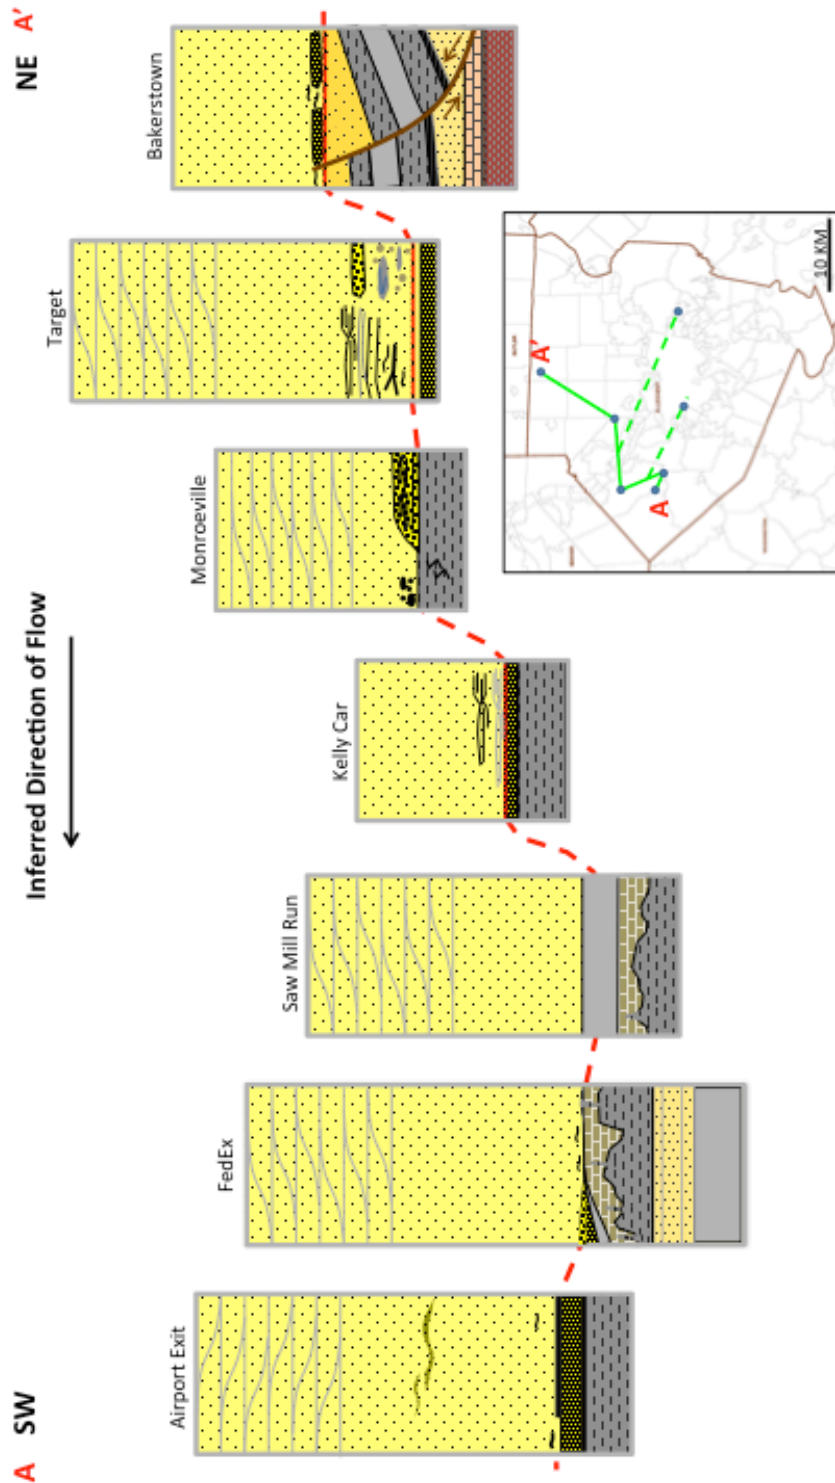 A SW
NE A'
Inferred Direction of Flow
Airport Exit
FedEx
Saw Mill Run
Kelly Car
Monroeville
Target
Bakerstown
A'
A
10 KM